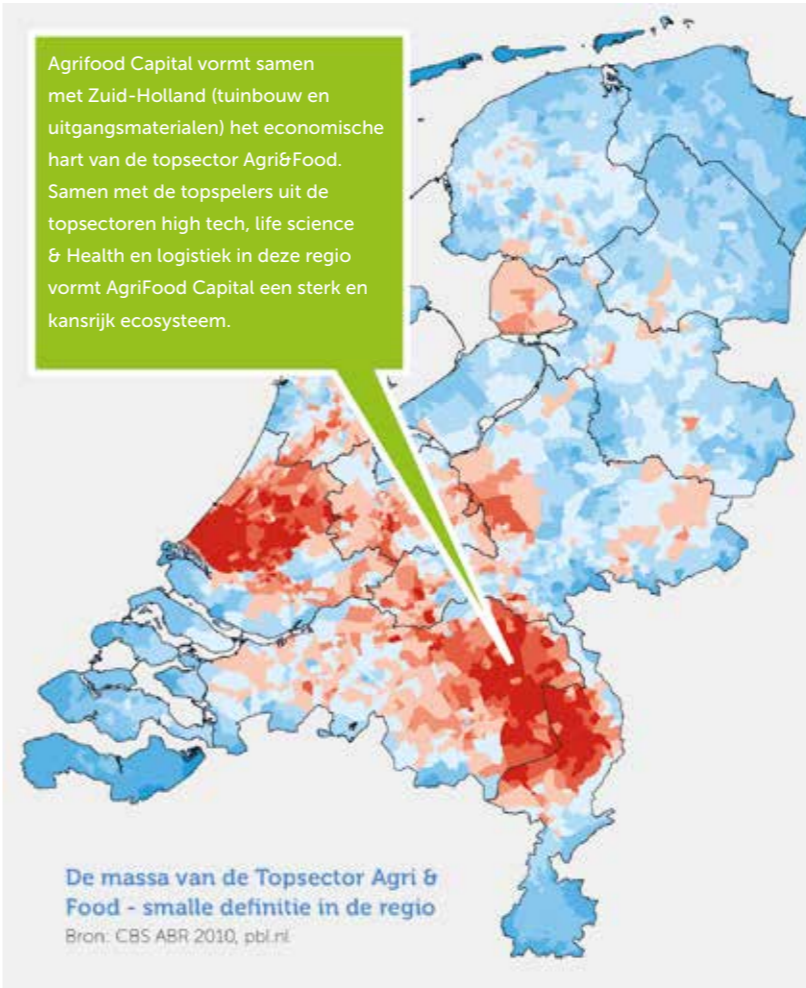 Agrifood Capital vormt samen
met Zuid-Holland (tuinbouw en
uitgangsmaterialen) het economische
hart van de topsector Agri&Food.
Samen met de topspelers uit de
topsectoren high tech, life science
& Health en logistiek in deze regio
vormt AgriFood Capital een sterk en
kansrijk ecosysteem.
De massa van de Topsector Agri &
Food - smalle definitie in de regio
Bron: CBS ABR 2010, pbl.nl